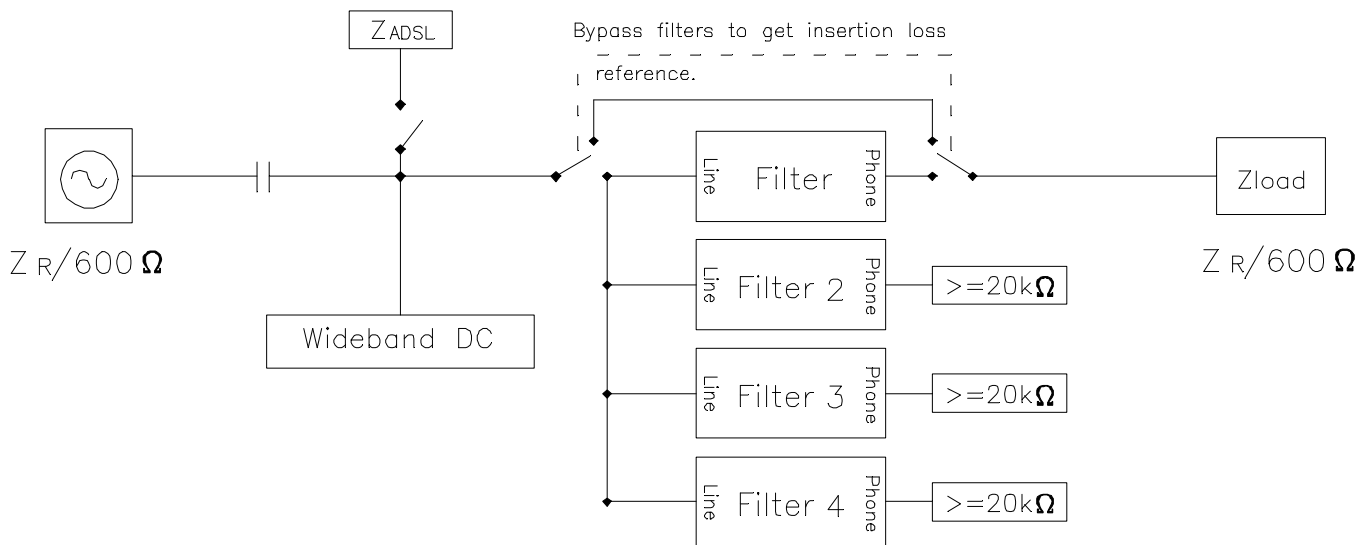 ZADSL
Bypass filters to get insertion loss
reference.
Line
Filter
Phone
Zload
Z R/600 Ω
Z R/600 Ω
Line
Filter 2
Phone
>=20kΩ
Wideband DC
Line
Filter 3
Phone
>=20kΩ
Line
Filter 4
Phone
>=20kΩ